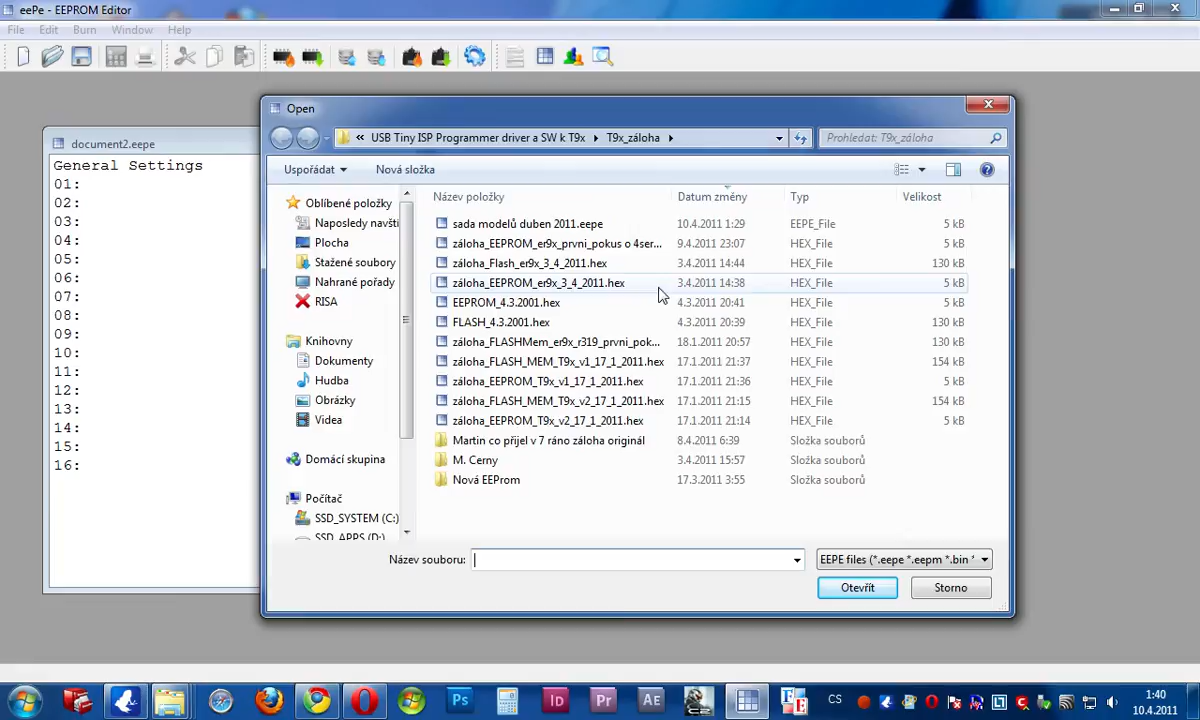 eePe - EEPROM Editor
File Edit Burn Window Help
document2.eepe
General Settings
01:
02:
03:
04:
05:
06:
07:
08:
09:
10:
11:
12:
13:
14:
15:
16:
Open
« USB Tiny ISP Programmer driver a SW k T9x T9x_záloha
Prohledat: T9x_záloha
Uspořádat Nová složka
Oblíbené položky
Naposledy navšti
Plocha
Stažené soubory
Nahrané pořady
RISA
Knihovny
Dokumenty
Hudba
Obrázky
Videa
Domácí skupina
Počítač
SSD_SYSTEM (C:)
SSD_APPS (D:)
Název položky Datum změny Typ Velikost
sada modelů duben 2011.eepe 10.4.2011 1:29 EEPE_File 5 kB
záloha_EEPROM_er9x_prvni_pokus o 4ser... 9.4.2011 23:07 HEX_File 5 kB
záloha_Flash_er9x_3_4_2011.hex 3.4.2011 14:44 HEX_File 130 kB
záloha_EEPROM_er9x_3_4_2011.hex 3.4.2011 14:38 HEX_File 5 kB
EEPROM_4.3.2001.hex 4.3.2011 20:41 HEX_File 5 kB
FLASH_4.3.2001.hex 4.3.2011 20:39 HEX_File 130 kB
záloha_FLASHMem_er9x_r319_prvni_pok... 18.1.2011 20:57 HEX_File 130 kB
záloha_FLASH_MEM_T9x_v1_17_1_2011.hex 17.1.2011 21:37 HEX_File 154 kB
záloha_EEPROM_T9x_v1_17_1_2011.hex 17.1.2011 21:36 HEX_File 5 kB
záloha_FLASH_MEM_T9x_v2_17_1_2011.hex 17.1.2011 21:15 HEX_File 154 kB
záloha_EEPROM_T9x_v2_17_1_2011.hex 17.1.2011 21:14 HEX_File 5 kB
Martin co přijel v 7 ráno záloha originál 8.4.2011 6:39 Složka souborů
M. Cerny 3.4.2011 15:57 Složka souborů
Nová EEProm 17.3.2011 3:55 Složka souborů
Název souboru: EEPE files (*.eepe *.eepm *.bin *
Otevřít Storno
Ps Id Pr AE CS 1:40
10.4.2011